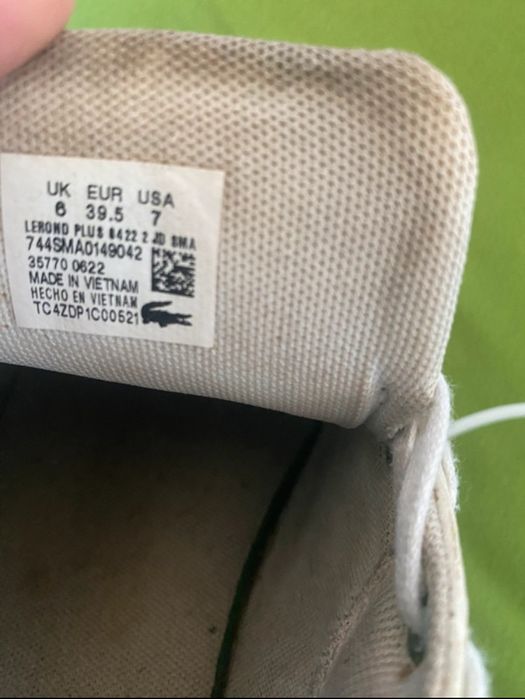 UK EUR USA
6 39.5 7
LEROND PLUS 6422 2 JD SMA
744SMA0149042
35770 0622
MADE IN VIETNAM
HECHO EN VIETNAM
TC4ZDP1C00521